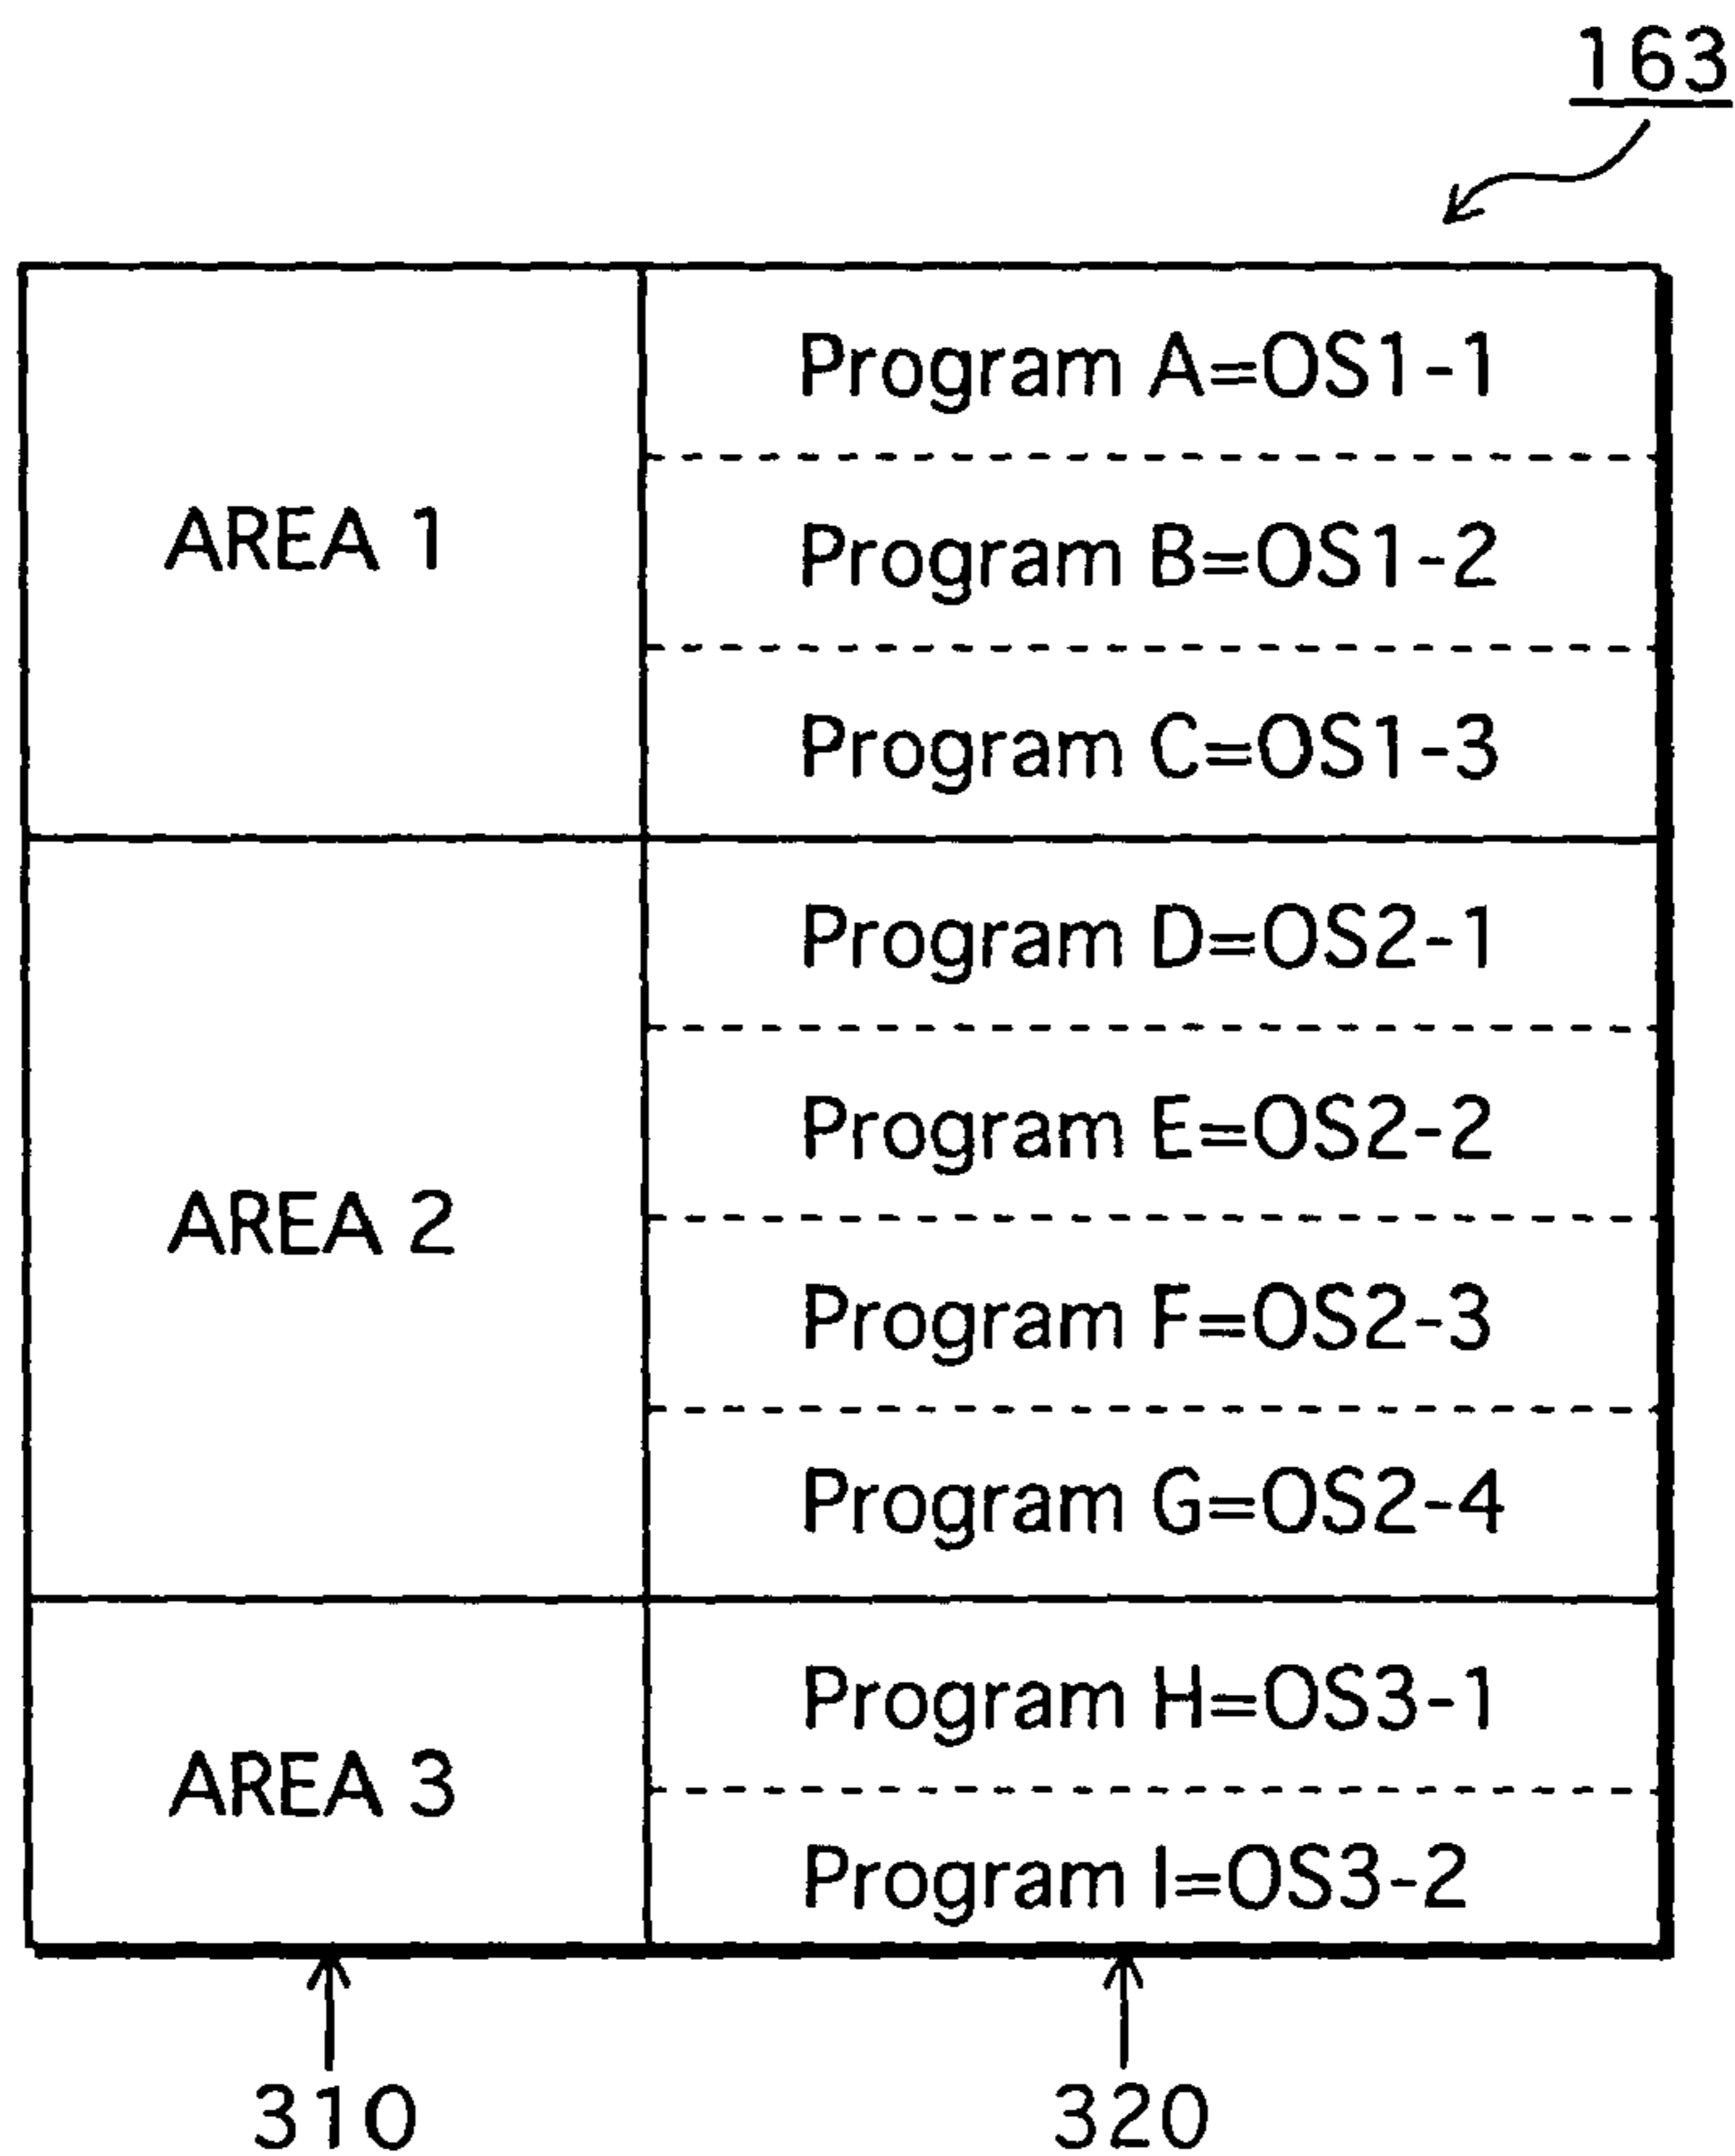 163
AREA 1
Program A=OS1-1
Program B=OS1-2
Program C=OS1-3
AREA 2
Program D=OS2-1
Program E=OS2-2
Program F=OS2-3
Program G=OS2-4
AREA 3
Program H=OS3-1
Program I=OS3-2
310
320